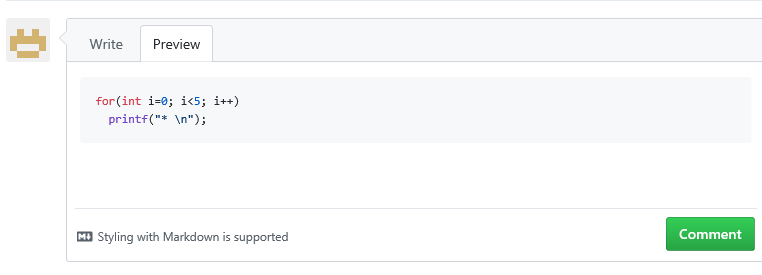 Write Preview
for(int i=0; i<5; i++)
printf("* \n");
M↓ Styling with Markdown is supported
Comment